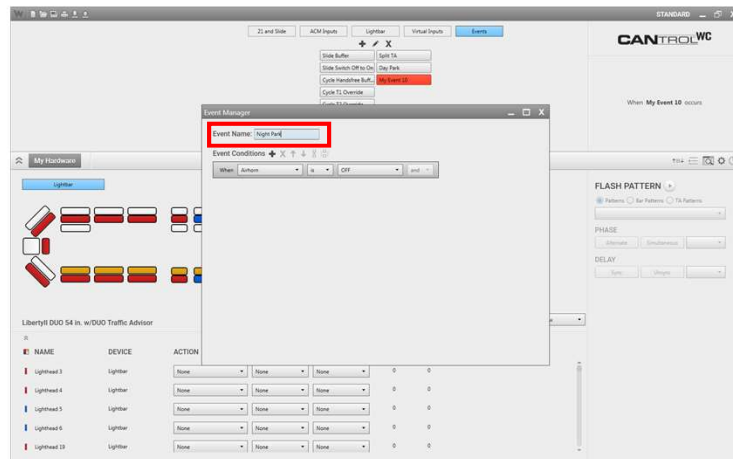 STANDARD
21 and Slide ACM Inputs Lightbar Virtual Inputs Events
CANTROL WC
Slide Buffer Split TA
Slide Switch Off to On Day Park
Cycle Handsfree Buff... My Event 10
Cycle T1 Override
When My Event 10 occurs
Event Manager
Event Name: Night Park
Event Conditions
When Airhorn is OFF and
My Hardware
Lightbar
FLASH PATTERN
Patterns Ear Patterns TA Patterns
PHASE
Alternate Simultaneous
DELAY
Sync Unsync
LibertyII DUO 54 in. w/DUO Traffic Advisor
NAME DEVICE ACTION
Lighthead 3 Lightbar None None None 0 0
Lighthead 4 Lightbar None None None 0 0
Lighthead 5 Lightbar None None None 0 0
Lighthead 6 Lightbar None None None 0 0
Lighthead 19 Lightbar None None None 0 0